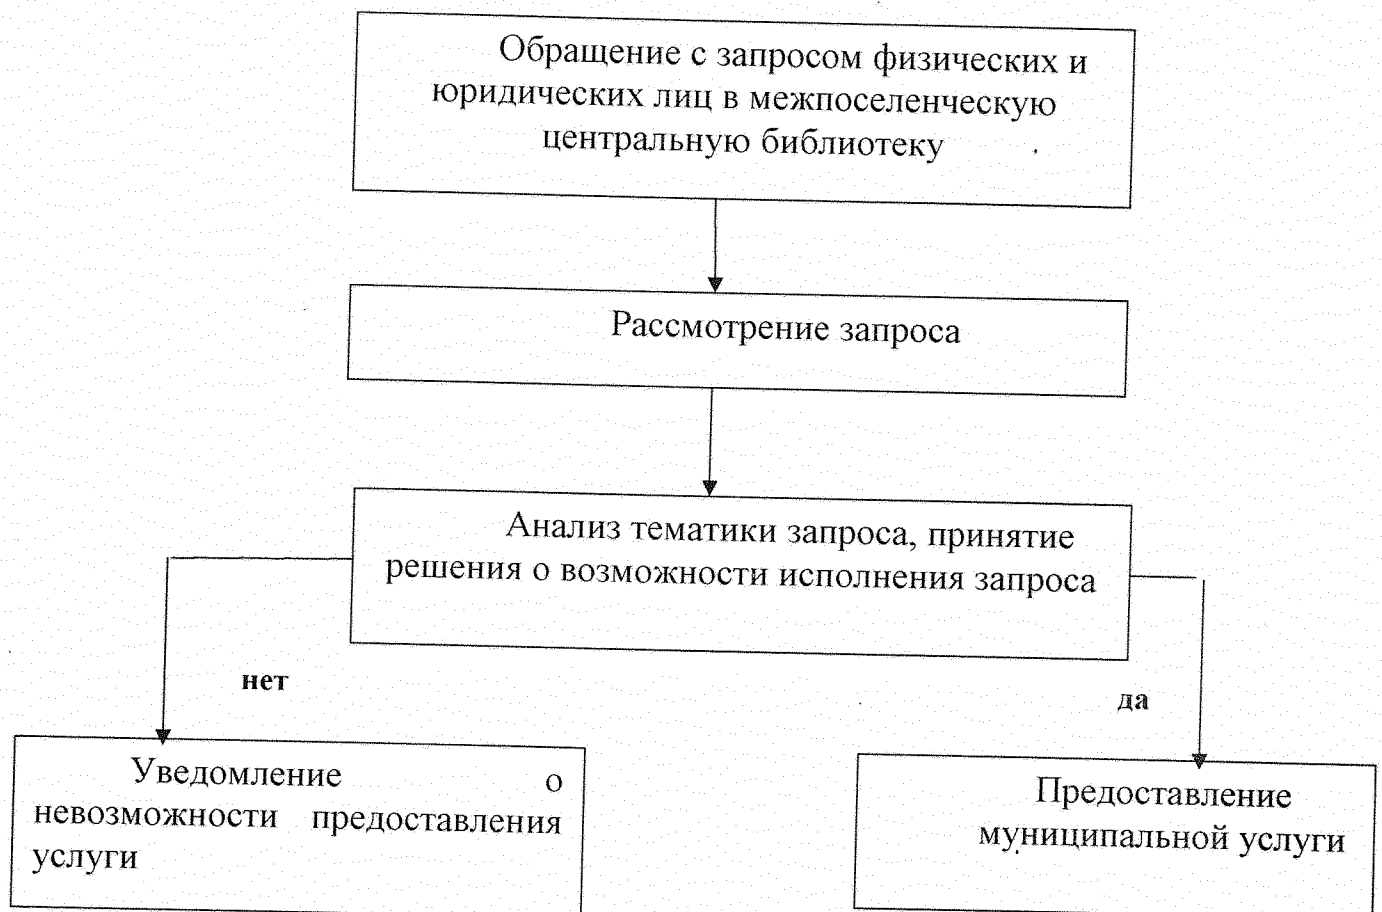 Обращение с запросом физических и
юридических лиц в межпоселенческую
центральную библиотеку
Рассмотрение запроса
Анализ тематики запроса, принятие
решения о возможности исполнения запроса
нет
да
Уведомление о
невозможности предоставления
услуги
Предоставление
муниципальной услуги